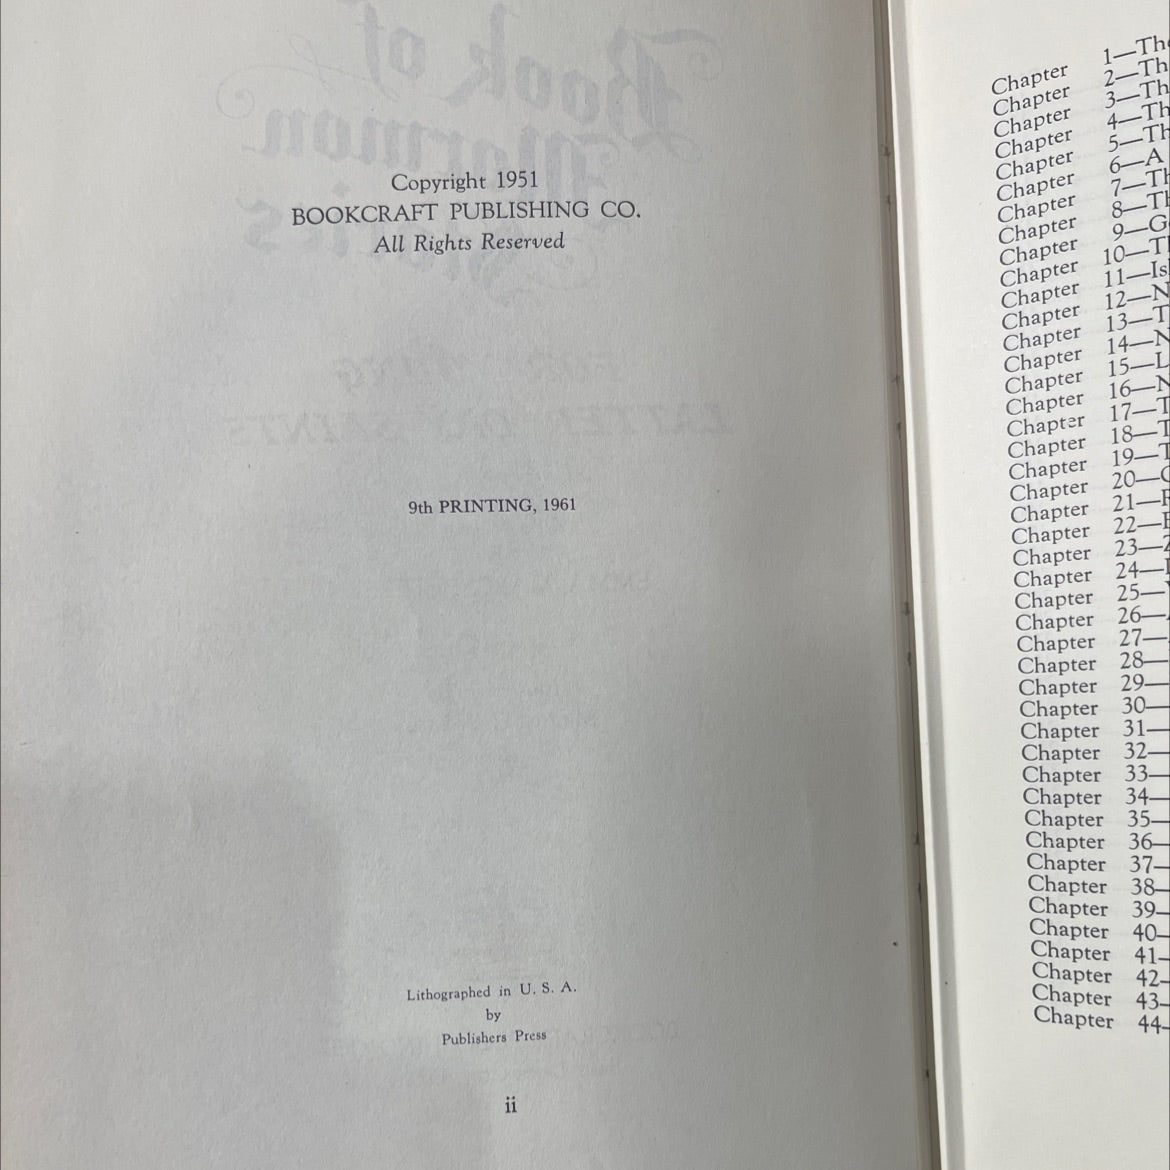 Copyright 1951
BOOKCRAFT PUBLISHING CO.
All Rights Reserved
9th PRINTING, 1961
Lithographed in U. S. A.
by
Publishers Press
ii
Chapter 1—The
Chapter 2—Th
Chapter 3—Th
Chapter 4—Th
Chapter 5—Th
Chapter 6—A
Chapter 7—Th
Chapter 8—Th
Chapter 9—G
Chapter 10—T
Chapter 11—Is
Chapter 12—N
Chapter 13—T
Chapter 14—N
Chapter 15—L
Chapter 16—N
Chapter 17—T
Chapter 18—T
Chapter 19—T
Chapter 20—
Chapter 21—
Chapter 22—
Chapter 23—
Chapter 24—
Chapter 25—
Chapter 26—
Chapter 27—
Chapter 28—
Chapter 29—
Chapter 30—
Chapter 31—
Chapter 32—
Chapter 33—
Chapter 34—
Chapter 35—
Chapter 36—
Chapter 37—
Chapter 38—
Chapter 39—
Chapter 40—
Chapter 41—
Chapter 42—
Chapter 43—
Chapter 44—